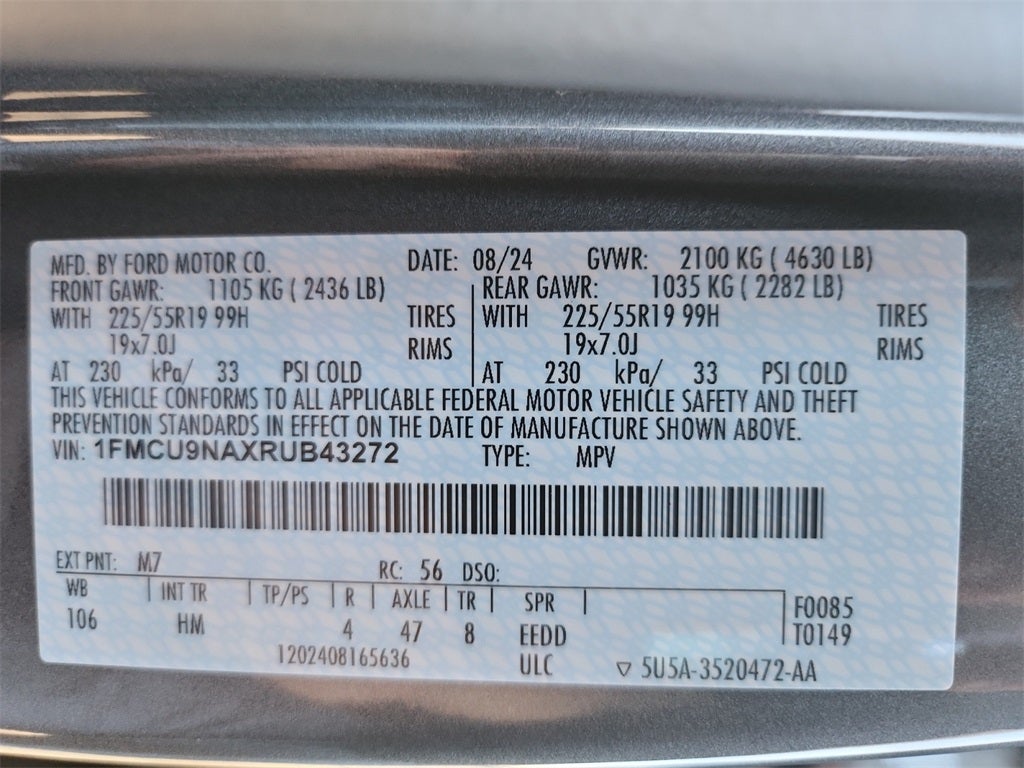 MFD. BY FORD MOTOR CO. DATE: 08/24 GVWR: 2100 KG ( 4630 LB)
FRONT GAWR: 1105 KG ( 2436 LB) REAR GAWR: 1035 KG ( 2282 LB)
WITH 225/55R19 99H TIRES WITH 225/55R19 99H TIRES
19x7.0J RIMS 19x7.0J RIMS
AT 230 kPa/ 33 PSI COLD AT 230 kPa/ 33 PSI COLD
THIS VEHICLE CONFORMS TO ALL APPLICABLE FEDERAL MOTOR VEHICLE SAFETY AND THEFT
PREVENTION STANDARDS IN EFFECT ON THE DATE OF MANUFACTURE SHOWN ABOVE.
VIN: 1FMCU9NAXRUB43272 TYPE: MPV
EXT PNT: M7 RC: 56 DSO:
WB INT TR TP/PS R AXLE TR SPR F0085
106 HM 4 47 8 EEDD T0149
1202408165636 ULC ▽ 5U5A-3520472-AA